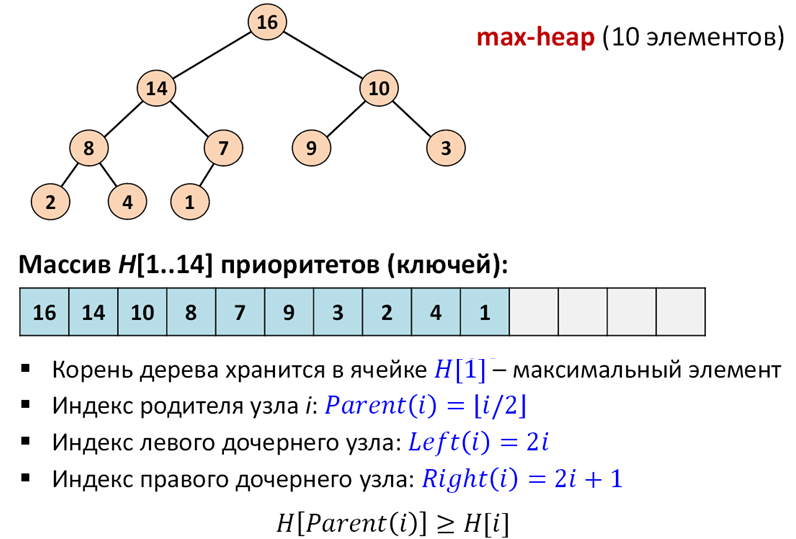 16
max-heap (10 элементов)
14 10
8 7 9 3
2 4 1
Массив H[1..14] приоритетов (ключей):
16 14 10 8 7 9 3 2 4 1
▪ Корень дерева хранится в ячейке H[1] – максимальный элемент
▪ Индекс родителя узла i: Parent(i) = ⌊i/2⌋
▪ Индекс левого дочернего узла: Left(i) = 2i
▪ Индекс правого дочернего узла: Right(i) = 2i + 1
H[Parent(i)] ≥ H[i]